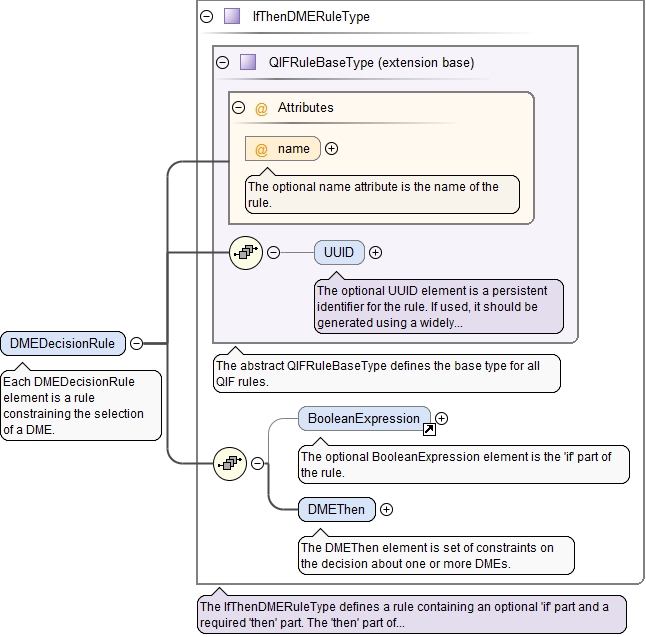 IfThenDMERuleType
QIFRuleBaseType (extension base)
@ Attributes
@ name
The optional name attribute is the name of the
rule.
UUID
The optional UUID element is a persistent
identifier for the rule. If used, it should be
generated using a widely...
DMEDecisionRule
Each DMEDecisionRule
element is a rule
constraining the selection
of a DME.
The abstract QIFRuleBaseType defines the base type for all
QIF rules.
BooleanExpression
The optional BooleanExpression element is the 'if' part of
the rule.
DMEThen
The DMEThen element is set of constraints on
the decision about one or more DMEs.
The IfThenDMERuleType defines a rule containing an optional 'if' part and a
required 'then' part. The 'then' part of...